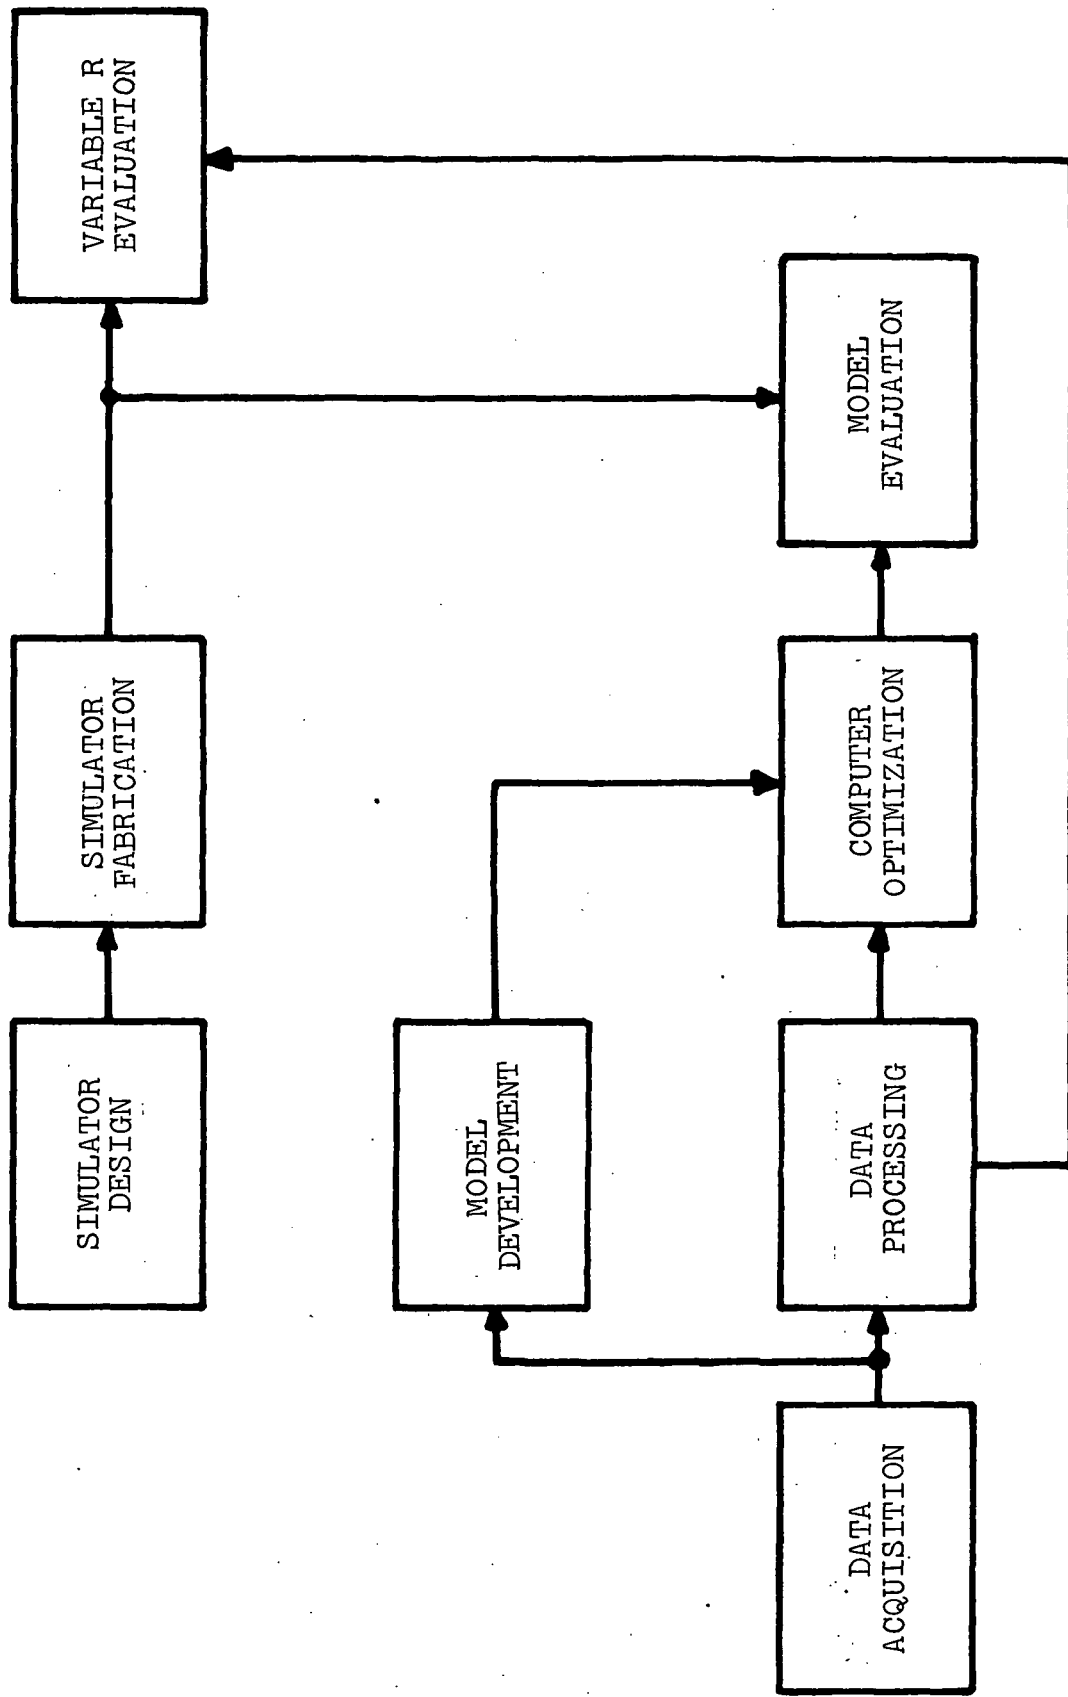 SIMULATOR
DESIGN
SIMULATOR
FABRICATION
VARIABLE R
EVALUATION
MODEL
DEVELOPMENT
DATA
ACQUISITION
DATA
PROCESSING
COMPUTER
OPTIMIZATION
MODEL
EVALUATION